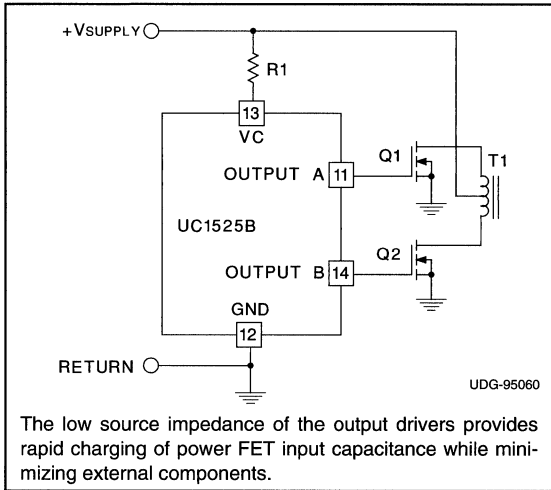 +VSUPPLY
R1
13
VC
OUTPUT A 11
Q1
T1
UC1525B
OUTPUT B 14
Q2
GND
12
RETURN
UDG-95060
The low source impedance of the output drivers provides
rapid charging of power FET input capacitance while mini-
mizing external components.